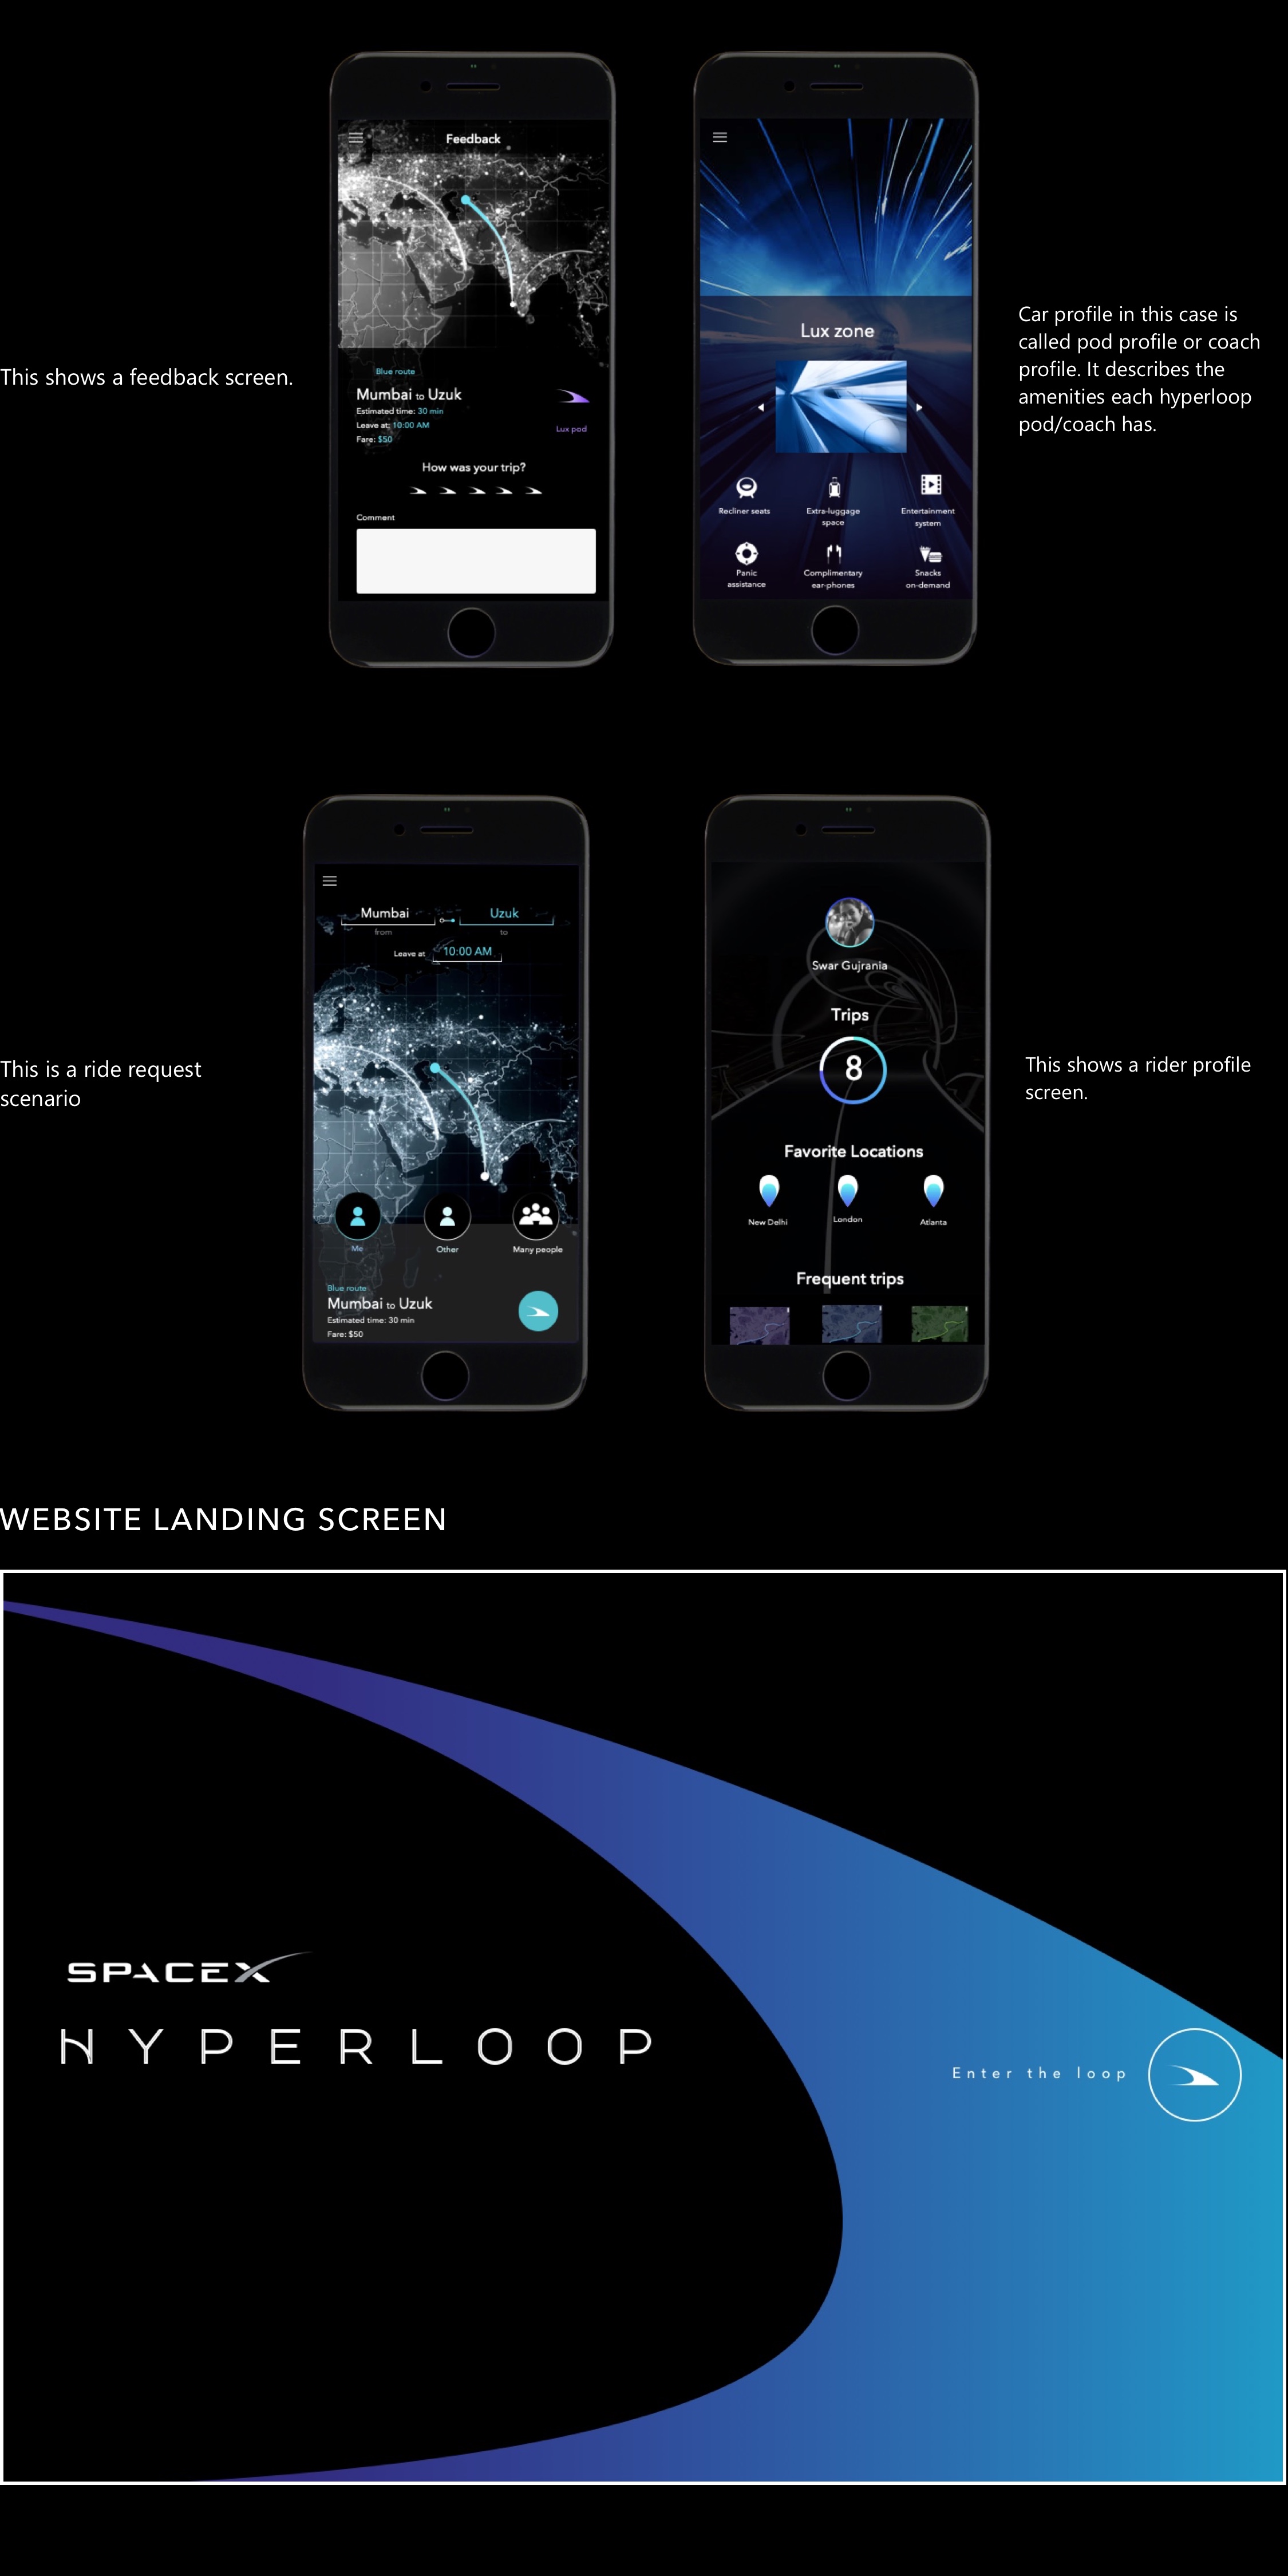 Feedback
Blue route
Mumbai to Uzuk
Estimated time: 30 min
Leave at: 10:00 AM
Fare: $50
Lux pod
How was your trip?
Comment
This shows a feedback screen.
Lux zone
Recliner seats
Extra-luggage
space
Entertainment
system
Panic
assistance
Complimentary
ear-phones
Snacks
on-demand
Car profile in this case is
called pod profile or coach
profile. It describes the
amenities each hyperloop
pod/coach has.
This is a ride request
scenario
Mumbai
Uzuk
from
to
Leave at 10:00 AM
Me
Other
Many people
Blue route
Mumbai to Uzuk
Estimated time: 30 min
Fare: $50
Swar Gujrania
Trips
8
Favorite Locations
New Delhi
London
Atlanta
Frequent trips
This shows a rider profile
screen.
WEBSITE LANDING SCREEN
SPACEX
HYPERLOOP
Enter the loop